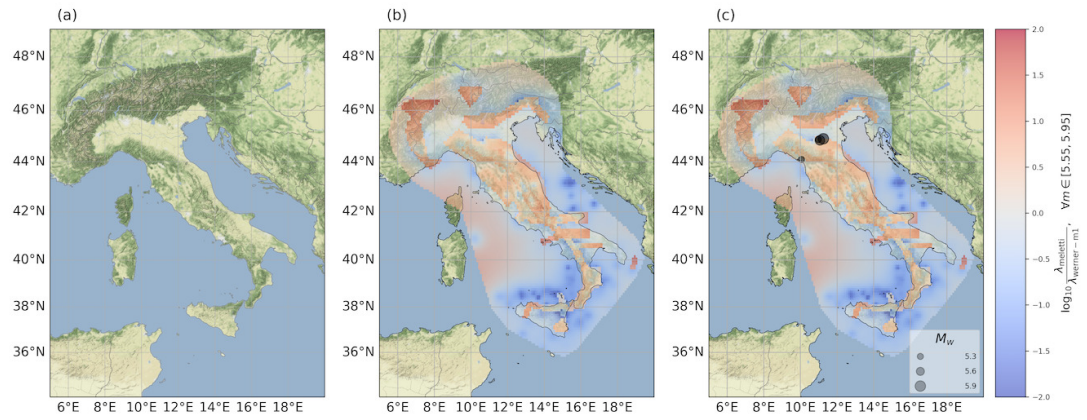 (a)
(b)
(c)
48°N
46°N
44°N
42°N
40°N
38°N
36°N
6°E 8°E 10°E 12°E 14°E 16°E 18°E
48°N
46°N
44°N
42°N
40°N
38°N
36°N
6°E 8°E 10°E 12°E 14°E 16°E 18°E
48°N
46°N
44°N
42°N
40°N
38°N
36°N
6°E 8°E 10°E 12°E 14°E 16°E 18°E
M_w
5.3
5.6
5.9
2.0
1.5
1.0
0.5
0.0
−0.5
−1.0
−1.5
−2.0
log₁₀ λmeletti / λwerner−m1, ∀m ∈ [5.55, 5.95]